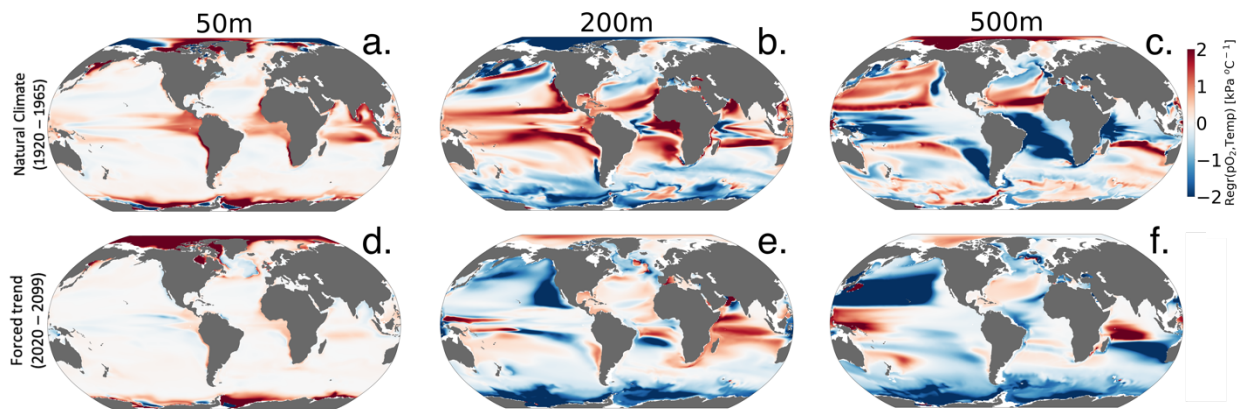 50m 200m 500m
a. b. c.
Natural Climate
(1920 – 1965)
2
1
0
−1
−2
Regr(pO2,Temp) [kPa °C−1]
d. e. f.
Forced trend
(2020 – 2099)